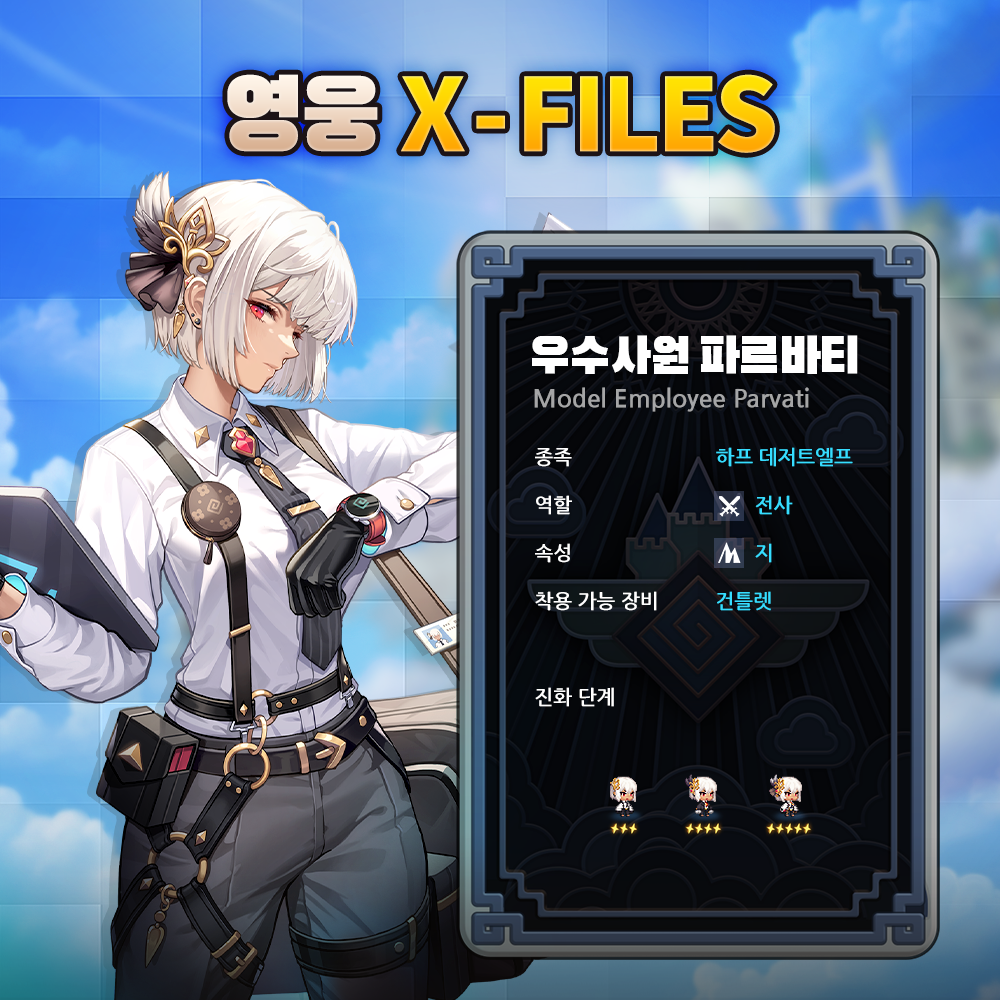 영웅 X-FILES
우수사원 파르바티
Model Employee Parvati
종족 하프 데저트엘프
역할 전사
속성 지
착용 가능 장비 건틀렛
진화 단계